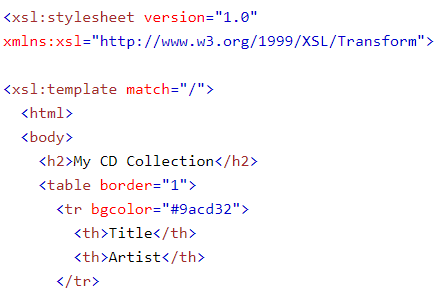 <xsl:stylesheet version="1.0"
xmlns:xsl="http://www.w3.org/1999/XSL/Transform">

<xsl:template match="/">
  <html>
  <body>
    <h2>My CD Collection</h2>
    <table border="1">
      <tr bgcolor="#9acd32">
        <th>Title</th>
        <th>Artist</th>
      </tr>